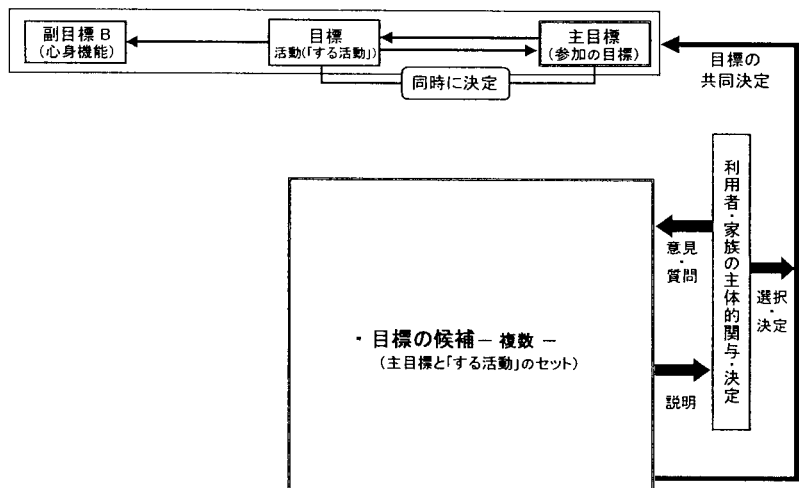 副目標 B
(心身機能)
目標
活動(「する活動」)
主目標
(参加の目標)
同時に決定
目標の
共同決定
利用者・家族の主体的関与・決定
意見・質問
選択・決定
・目標の候補 － 複数 －
(主目標と「する活動」のセット)
説明